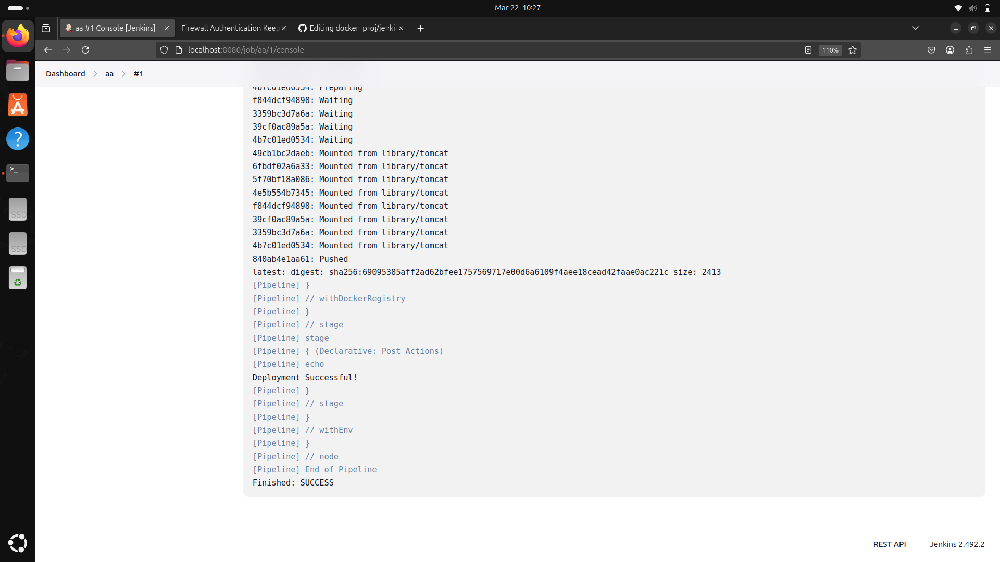 Mar 22 10:27
aa #1 Console [Jenkins]
Firewall Authentication Keep
Editing docker_proj/jenki
localhost:8080/job/aa/1/console
110%
Dashboard
aa
#1
4b7c01ed0534: Preparing
f844dcf94898: Waiting
3359bc3d7a6a: Waiting
39cf0ac89a5a: Waiting
4b7c01ed0534: Waiting
49cb1bc2daeb: Mounted from library/tomcat
6fbdf02a6a33: Mounted from library/tomcat
5f70bf18a086: Mounted from library/tomcat
4e5b554b7345: Mounted from library/tomcat
f844dcf94898: Mounted from library/tomcat
39cf0ac89a5a: Mounted from library/tomcat
3359bc3d7a6a: Mounted from library/tomcat
4b7c01ed0534: Mounted from library/tomcat
840ab4e1aa61: Pushed
latest: digest: sha256:69095385aff2ad62bfee1757569717e00d6a6109f4aee18cead42faae0ac221c size: 2413
[Pipeline] }
[Pipeline] // withDockerRegistry
[Pipeline] }
[Pipeline] // stage
[Pipeline] stage
[Pipeline] { (Declarative: Post Actions)
[Pipeline] echo
Deployment Successful!
[Pipeline] }
[Pipeline] // stage
[Pipeline] }
[Pipeline] // withEnv
[Pipeline] }
[Pipeline] // node
[Pipeline] End of Pipeline
Finished: SUCCESS
SSD
SSD
REST API
Jenkins 2.492.2